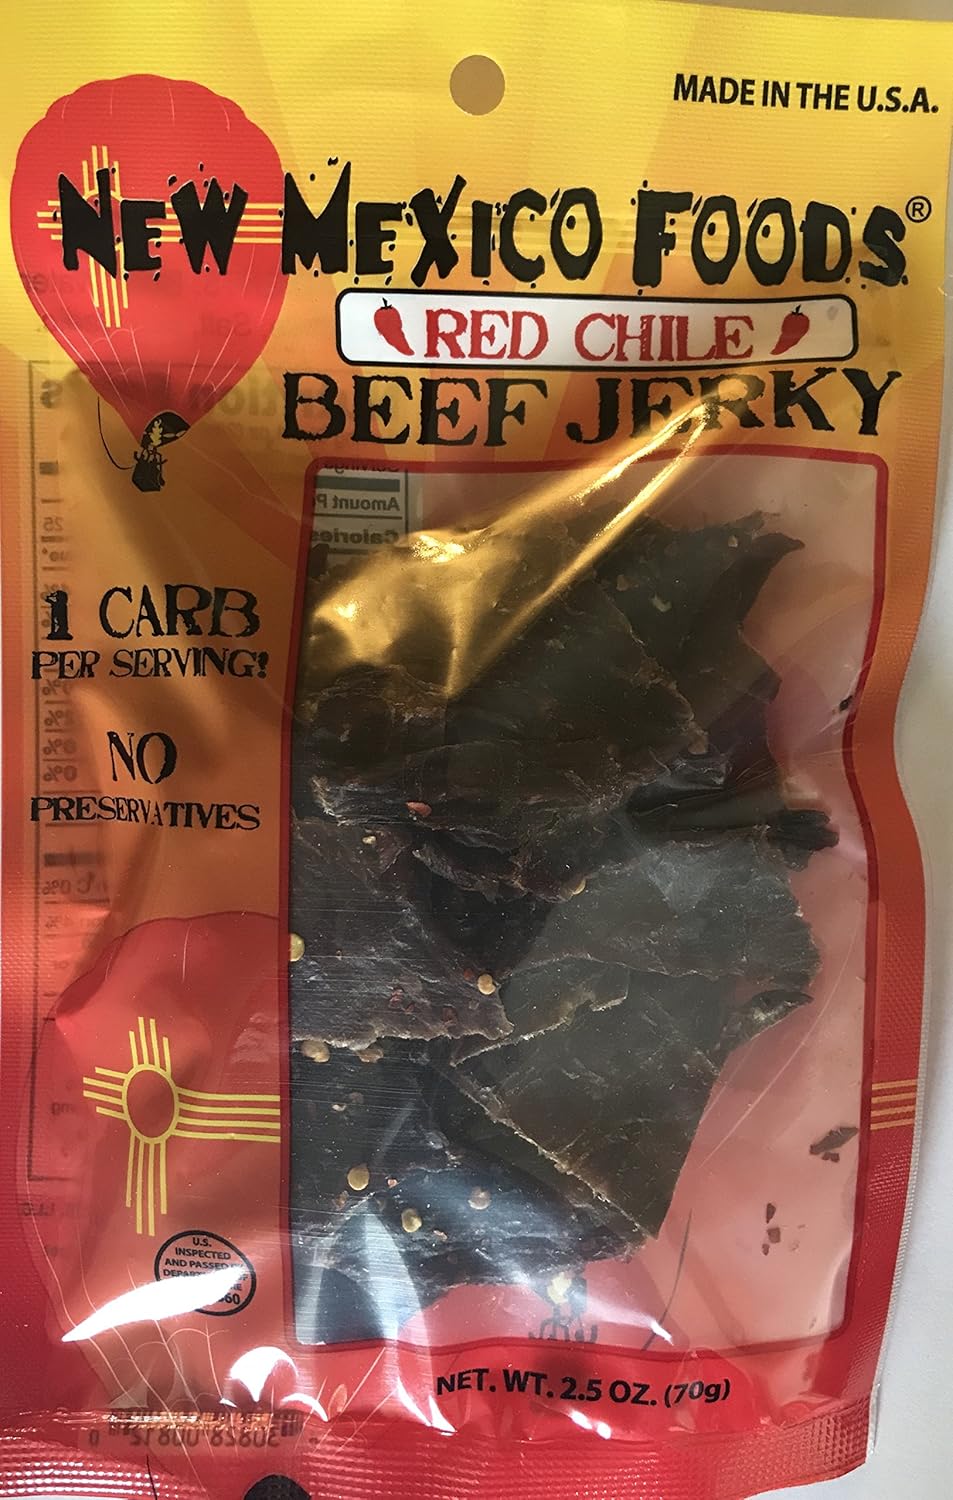 MADE IN THE U.S.A.
NEW MEXICO FOODS®
RED CHILE
BEEF JERKY
Amount
Calories
1 CARB
PER SERVING!
NO
PRESERVATIVES
U.S.
INSPECTED
AND PASSED BY
NET. WT. 2.5 OZ. (70g)